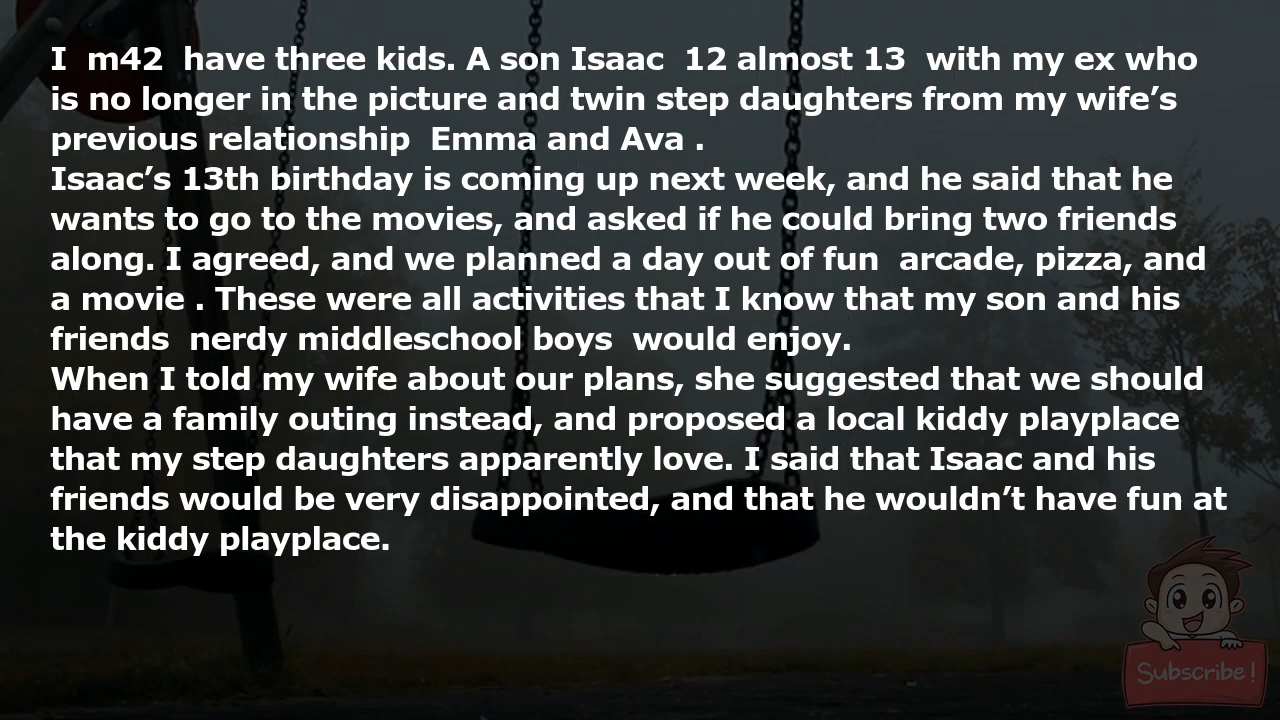 I m42 have three kids. A son Isaac 12 almost 13 with my ex who
is no longer in the picture and twin step daughters from my wife’s
previous relationship Emma and Ava .
Isaac’s 13th birthday is coming up next week, and he said that he
wants to go to the movies, and asked if he could bring two friends
along. I agreed, and we planned a day out of fun arcade, pizza, and
a movie . These were all activities that I know that my son and his
friends nerdy middleschool boys would enjoy.
When I told my wife about our plans, she suggested that we should
have a family outing instead, and proposed a local kiddy playplace
that my step daughters apparently love. I said that Isaac and his
friends would be very disappointed, and that he wouldn’t have fun at
the kiddy playplace.
Subscribe!